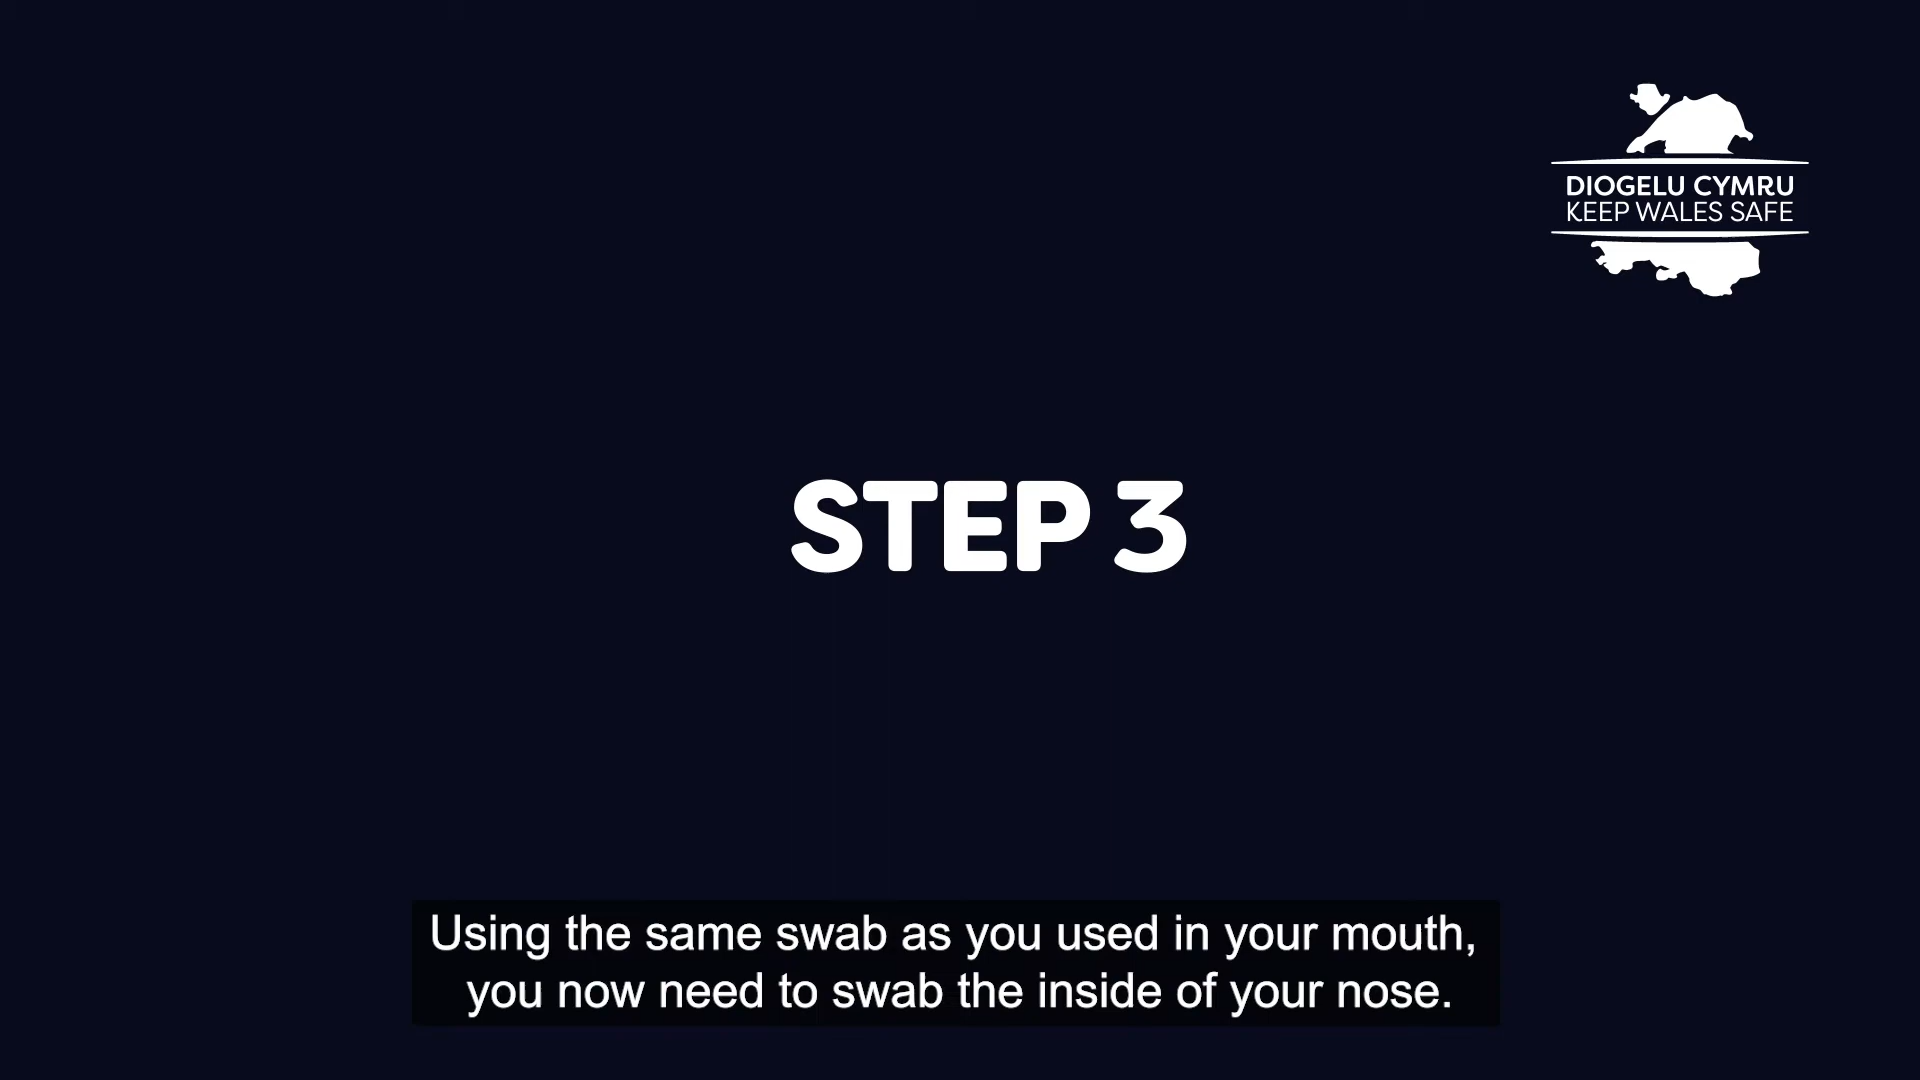 DIOGELU CYMRU
KEEP WALES SAFE
STEP 3
Using the same swab as you used in your mouth,
you now need to swab the inside of your nose.